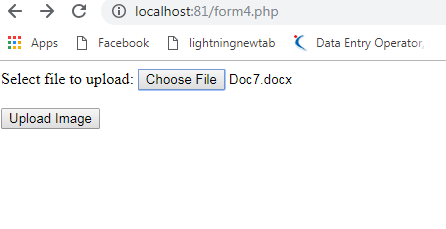 localhost:81/form4.php
Apps Facebook lightningnewtab Data Entry Operator,
Select file to upload: Choose File Doc7.docx
Upload Image